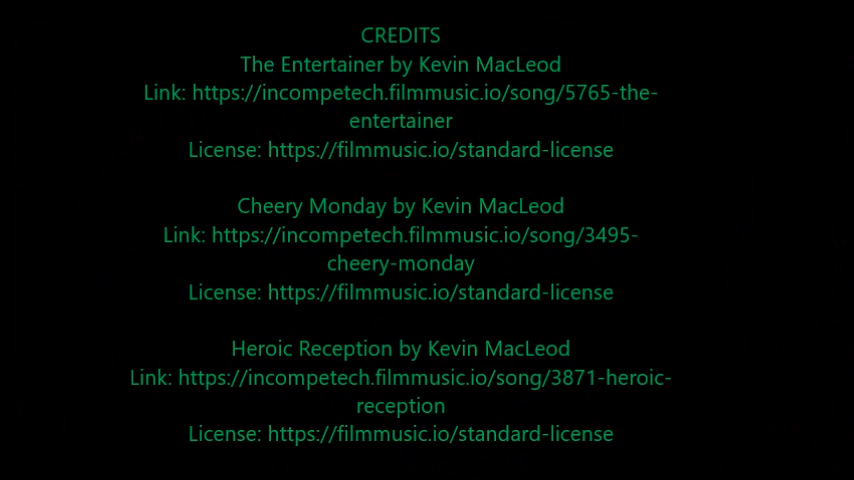 CREDITS
The Entertainer by Kevin MacLeod
Link: https://incompetech.filmmusic.io/song/5765-the-
entertainer
License: https://filmmusic.io/standard-license
Cheery Monday by Kevin MacLeod
Link: https://incompetech.filmmusic.io/song/3495-
cheery-monday
License: https://filmmusic.io/standard-license
Heroic Reception by Kevin MacLeod
Link: https://incompetech.filmmusic.io/song/3871-heroic-
reception
License: https://filmmusic.io/standard-license